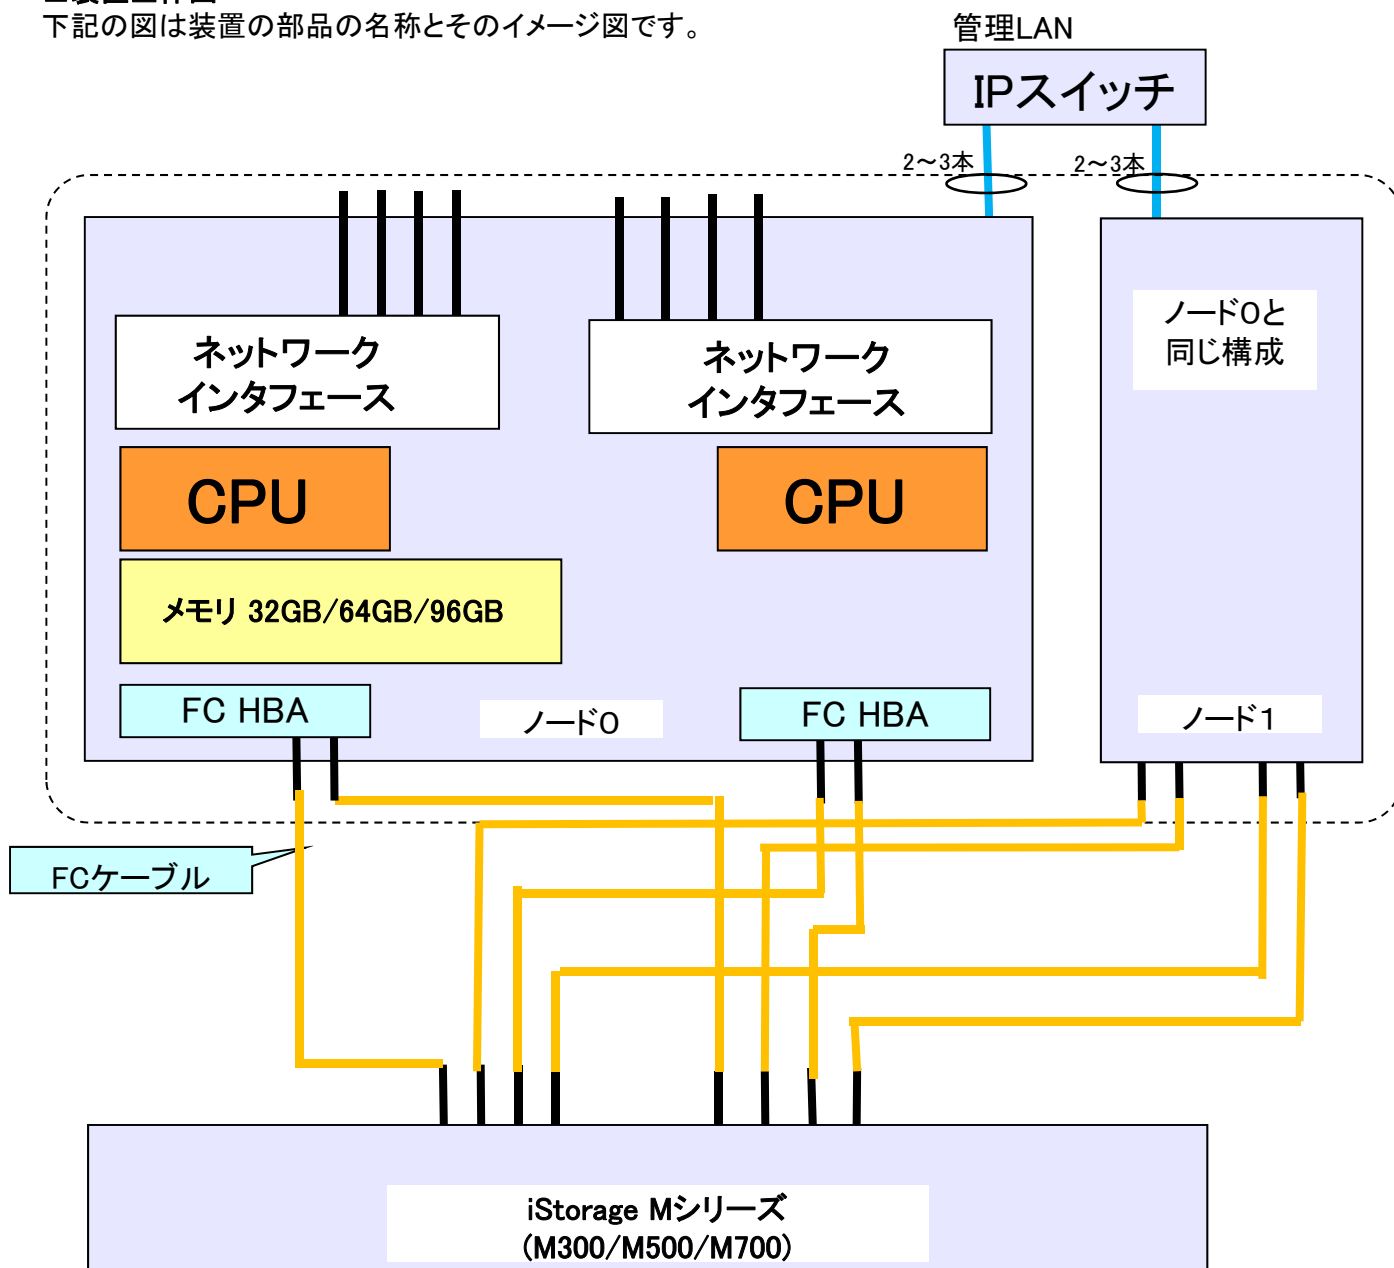 下記の図は装置の部品の名称とそのイメージ図です。
管理LAN
IPスイッチ
2～3本
2～3本
ネットワーク
インタフェース
ネットワーク
インタフェース
ノード0と
同じ構成
CPU
CPU
メモリ 32GB/64GB/96GB
FC HBA
ノード0
FC HBA
ノード1
FCケーブル
iStorage Mシリーズ
(M300/M500/M700)